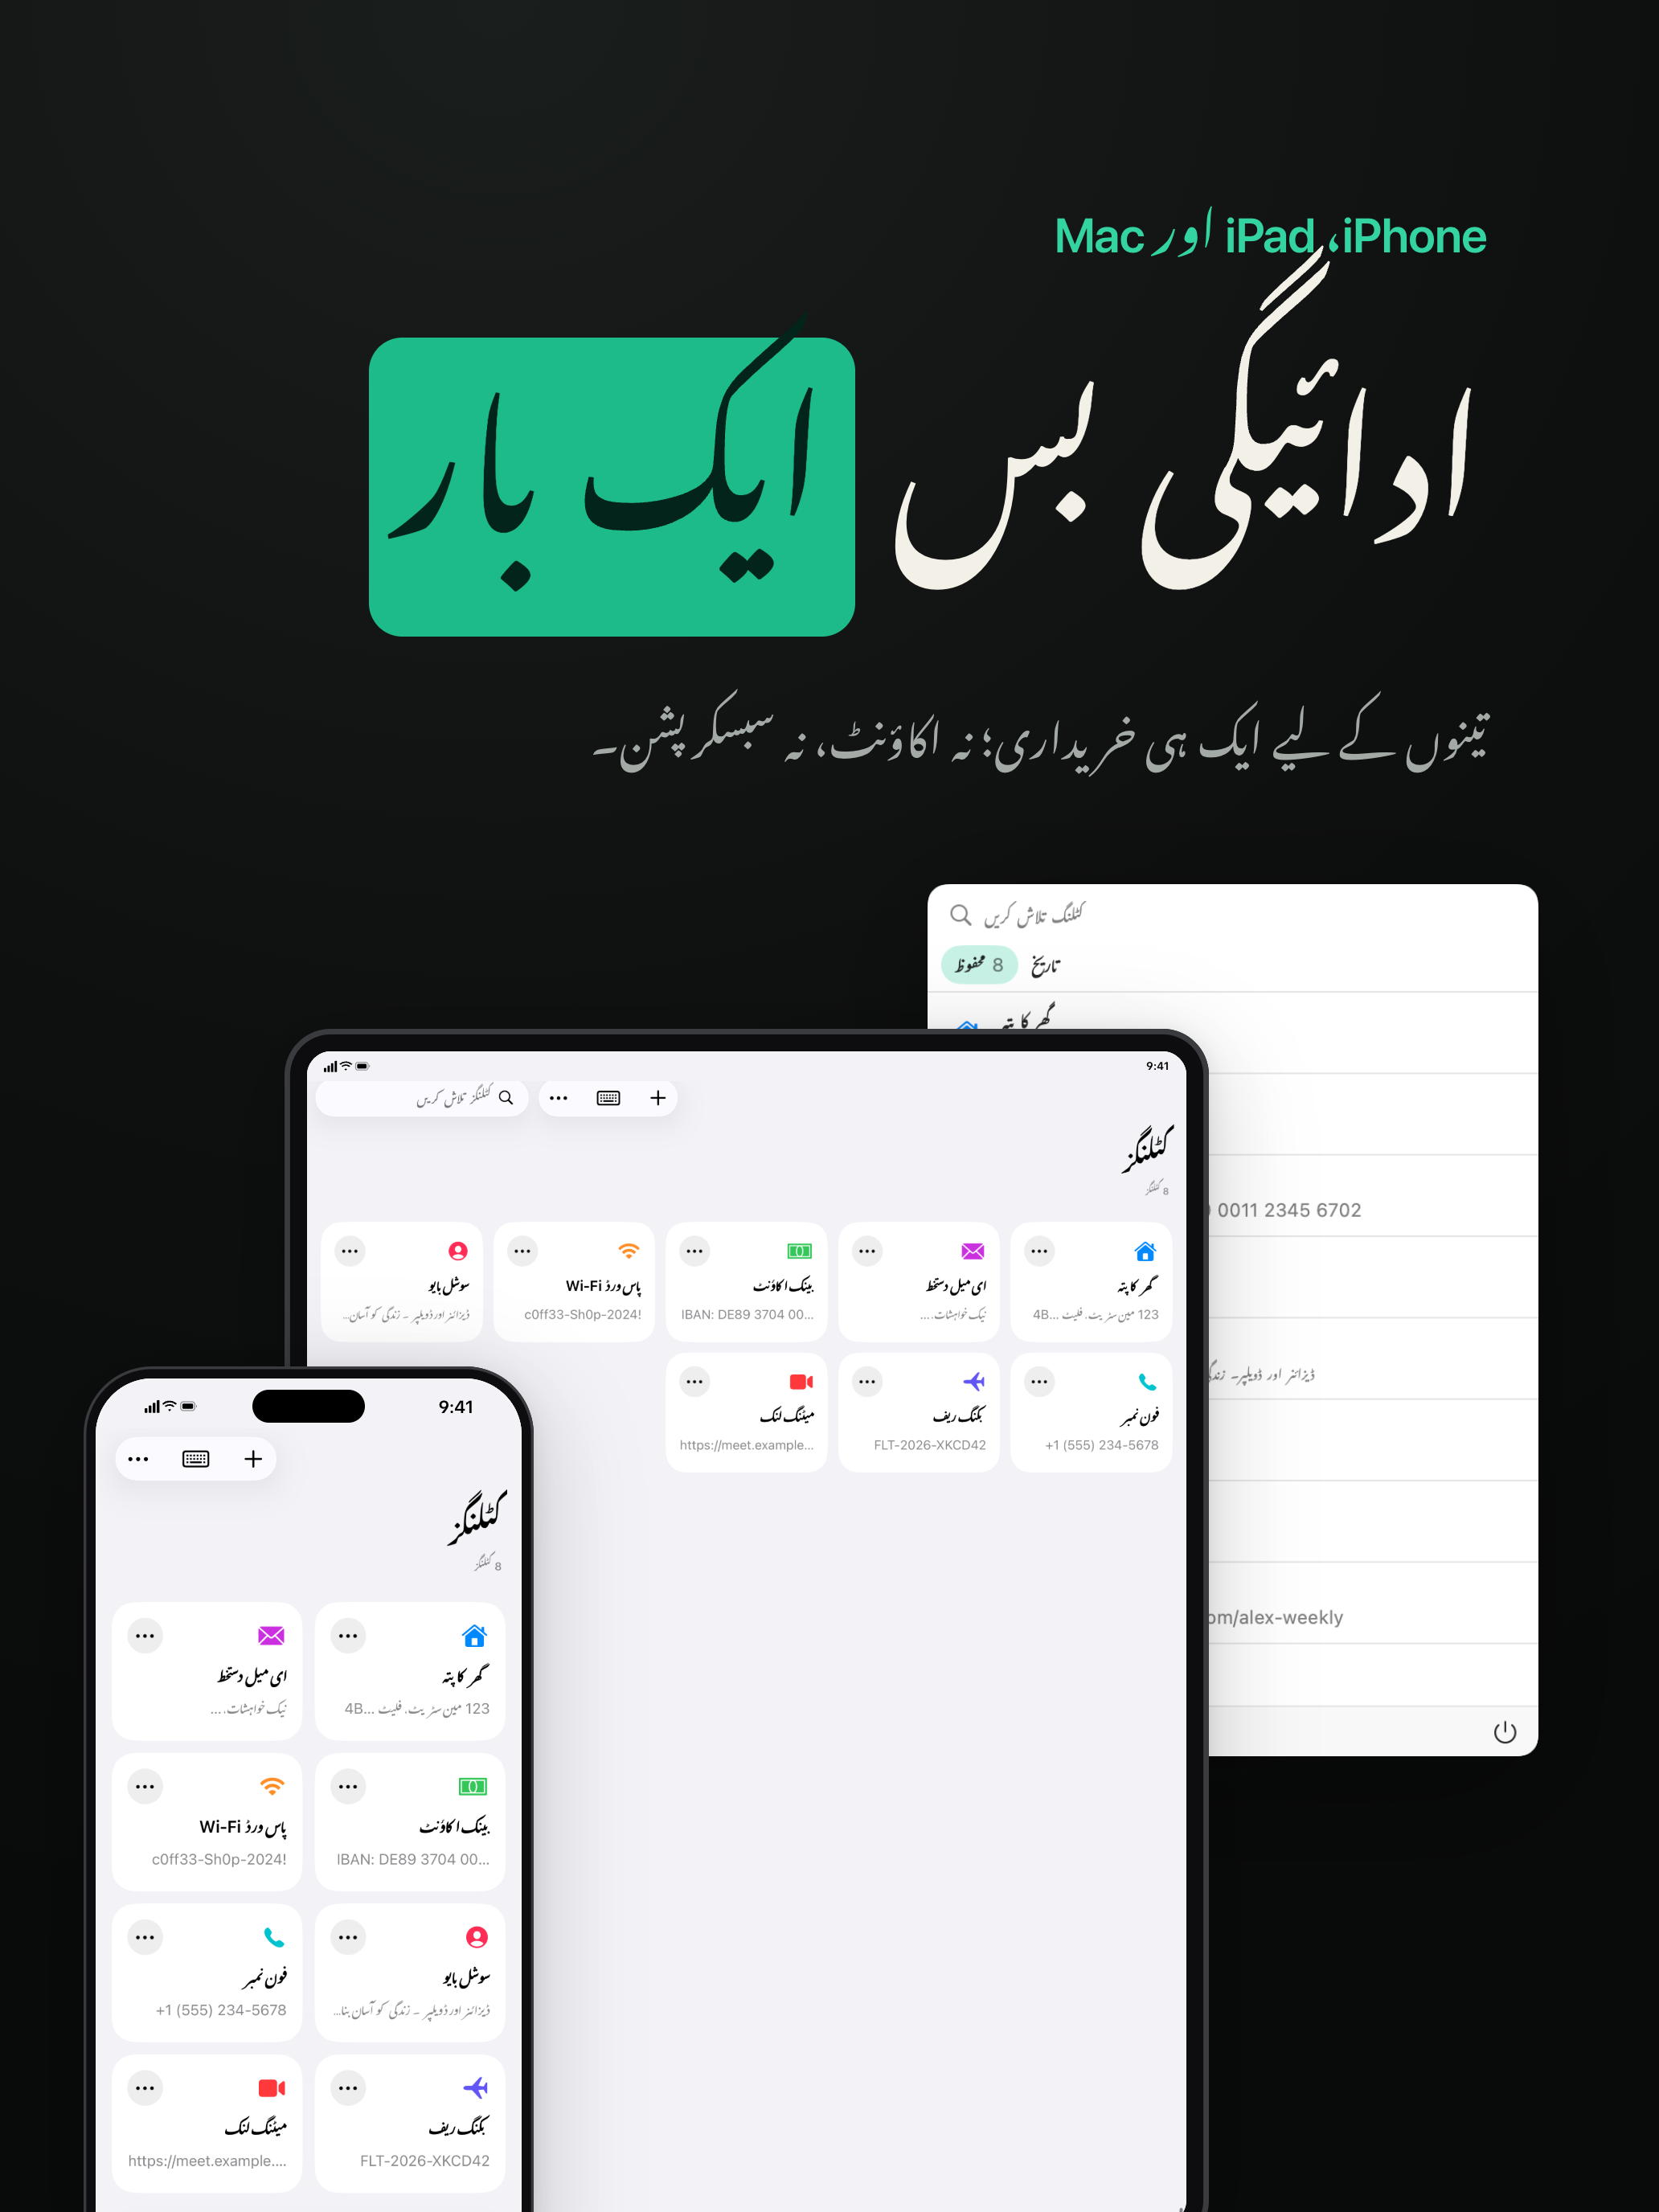 iPhone، iPad اور Mac
ادائیگی بس ایک بار
تینوں کے لیے ایک ہی خریداری؛ نہ اکاؤنٹ، نہ سبسکرپشن۔
کٹلنگ تلاش کریں
8 محفوظ
تاریخ
گھر کا پتہ
0011 2345 6702
ڈیزائنر اور ڈویلپر۔
om/alex-weekly
9:41
کٹلنگز تلاش کریں
کٹلنگز
8 کٹلنگز
گھر کا پتہ
123 مین سٹریٹ، فلیٹ 4B...
ای میل دستخط
نیک خواہشات،...
بینک اکاؤنٹ
IBAN: DE89 3704 00...
پاس ورڈ Wi-Fi
c0ff33-Sh0p-2024!
سوشل بایو
ڈیزائنر اور ڈویلپر ۔ زندگی کو آسان...
فون نمبر
+1 (555) 234-5678
بکنگ ریف
FLT-2026-XKCD42
میٹنگ لنک
https://meet.example...
9:41
کٹلنگز
8 کٹلنگز
گھر کا پتہ
123 مین سٹریٹ، فلیٹ 4B...
ای میل دستخط
نیک خواہشات،...
بینک اکاؤنٹ
IBAN: DE89 3704 00...
پاس ورڈ Wi-Fi
c0ff33-Sh0p-2024!
سوشل بایو
ڈیزائنر اور ڈویلپر ۔ زندگی کو آسان بنا...
فون نمبر
+1 (555) 234-5678
بکنگ ریف
FLT-2026-XKCD42
میٹنگ لنک
https://meet.example....